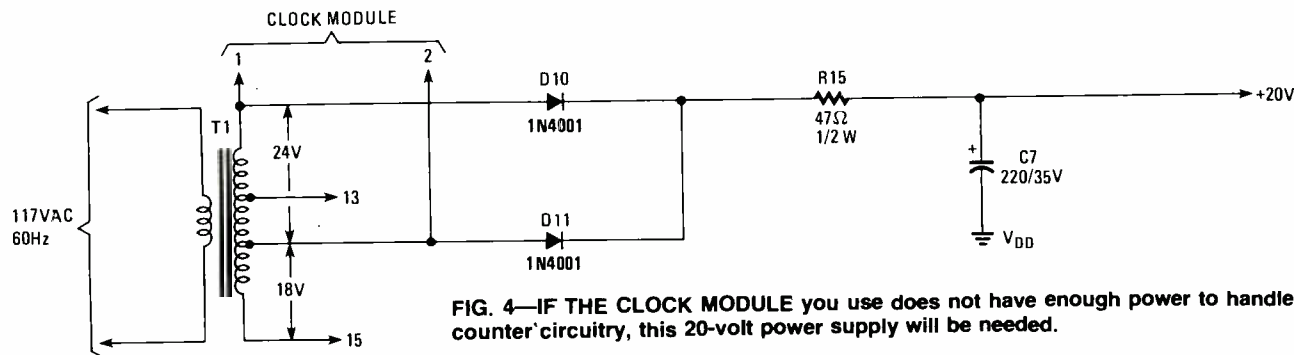 CLOCK MODULE
1
2
D10
1N4001
R15
47Ω
1/2 W
+20V
T1
24V
+
C7
220/35V
13
117VAC
60Hz
D11
1N4001
VDD
18V
15
FIG. 4—IF THE CLOCK MODULE you use does not have enough power to handle
counter circuitry, this 20-volt power supply will be needed.